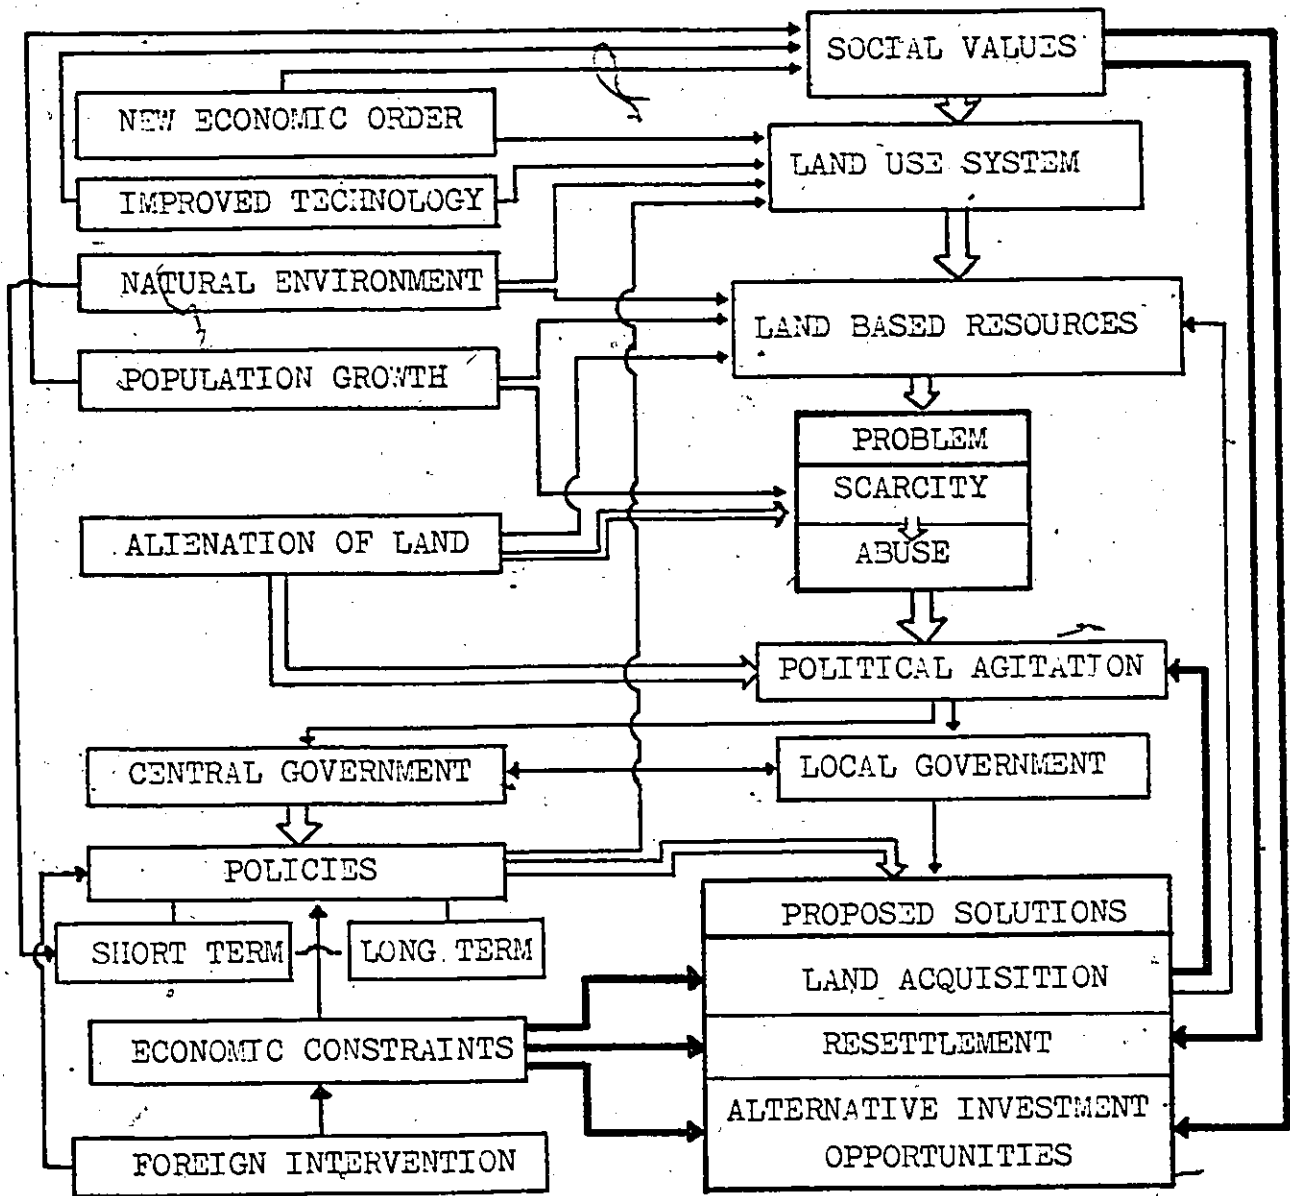 SOCIAL VALUES
NEW ECONOMIC ORDER
LAND USE SYSTEM
IMPROVED TECHNOLOGY
NATURAL ENVIRONMENT
LAND BASED RESOURCES
POPULATION GROWTH
PROBLEM
SCARCITY
ABUSE
ALIENATION OF LAND
POLITICAL AGITATION
CENTRAL GOVERNMENT
LOCAL GOVERNMENT
POLICIES
SHORT TERM
LONG TERM
PROPOSED SOLUTIONS
LAND ACQUISITION
ECONOMIC CONSTRAINTS
RESETTLEMENT
ALTERNATIVE INVESTMENT
OPPORTUNITIES
FOREIGN INTERVENTION